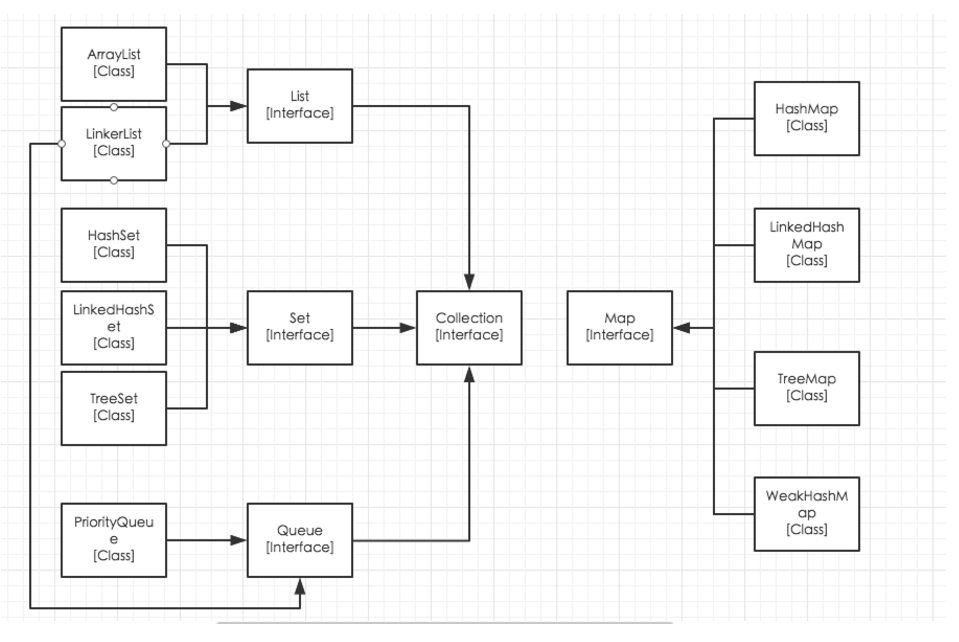 ArrayList
[Class]
List
[Interface]
LinkerList
[Class]
HashMap
[Class]
HashSet
[Class]
LinkedHash
Map
[Class]
LinkedHashS
et
[Class]
Set
[Interface]
Collection
[Interface]
Map
[Interface]
TreeSet
[Class]
TreeMap
[Class]
PriorityQueu
e
[Class]
Queue
[Interface]
WeakHashM
ap
[Class]